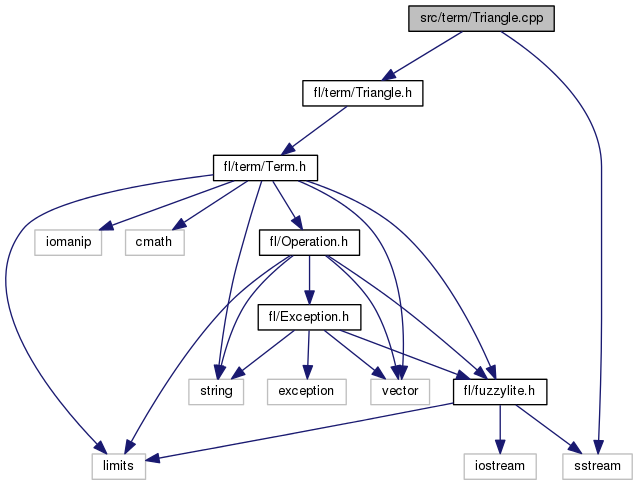 src/term/Triangle.cpp
fl/term/Triangle.h
fl/term/Term.h
iomanip
cmath
fl/Operation.h
fl/Exception.h
string
exception
vector
fl/fuzzylite.h
limits
iostream
sstream